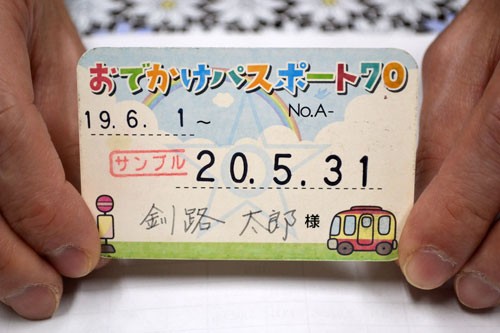 おでかけパスポート70
No.A-
19.6. 1~
サンプル 20.5.31
釧路 太郎 様